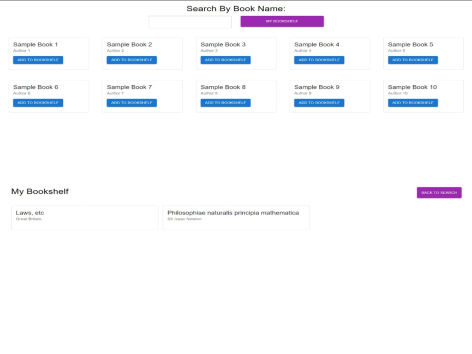 Search By Book Name:
MY BOOKSHELF
Sample Book 1
Author 1
ADD TO BOOKSHELF
Sample Book 2
Author 2
ADD TO BOOKSHELF
Sample Book 3
Author 3
ADD TO BOOKSHELF
Sample Book 4
Author 4
ADD TO BOOKSHELF
Sample Book 5
Author 5
ADD TO BOOKSHELF
Sample Book 6
Author 6
ADD TO BOOKSHELF
Sample Book 7
Author 7
ADD TO BOOKSHELF
Sample Book 8
Author 8
ADD TO BOOKSHELF
Sample Book 9
Author 9
ADD TO BOOKSHELF
Sample Book 10
Author 10
ADD TO BOOKSHELF
My Bookshelf
BACK TO SEARCH
Laws, etc
Great Britain.
Philosophiae naturalis principia mathematica
Sir Isaac Newton